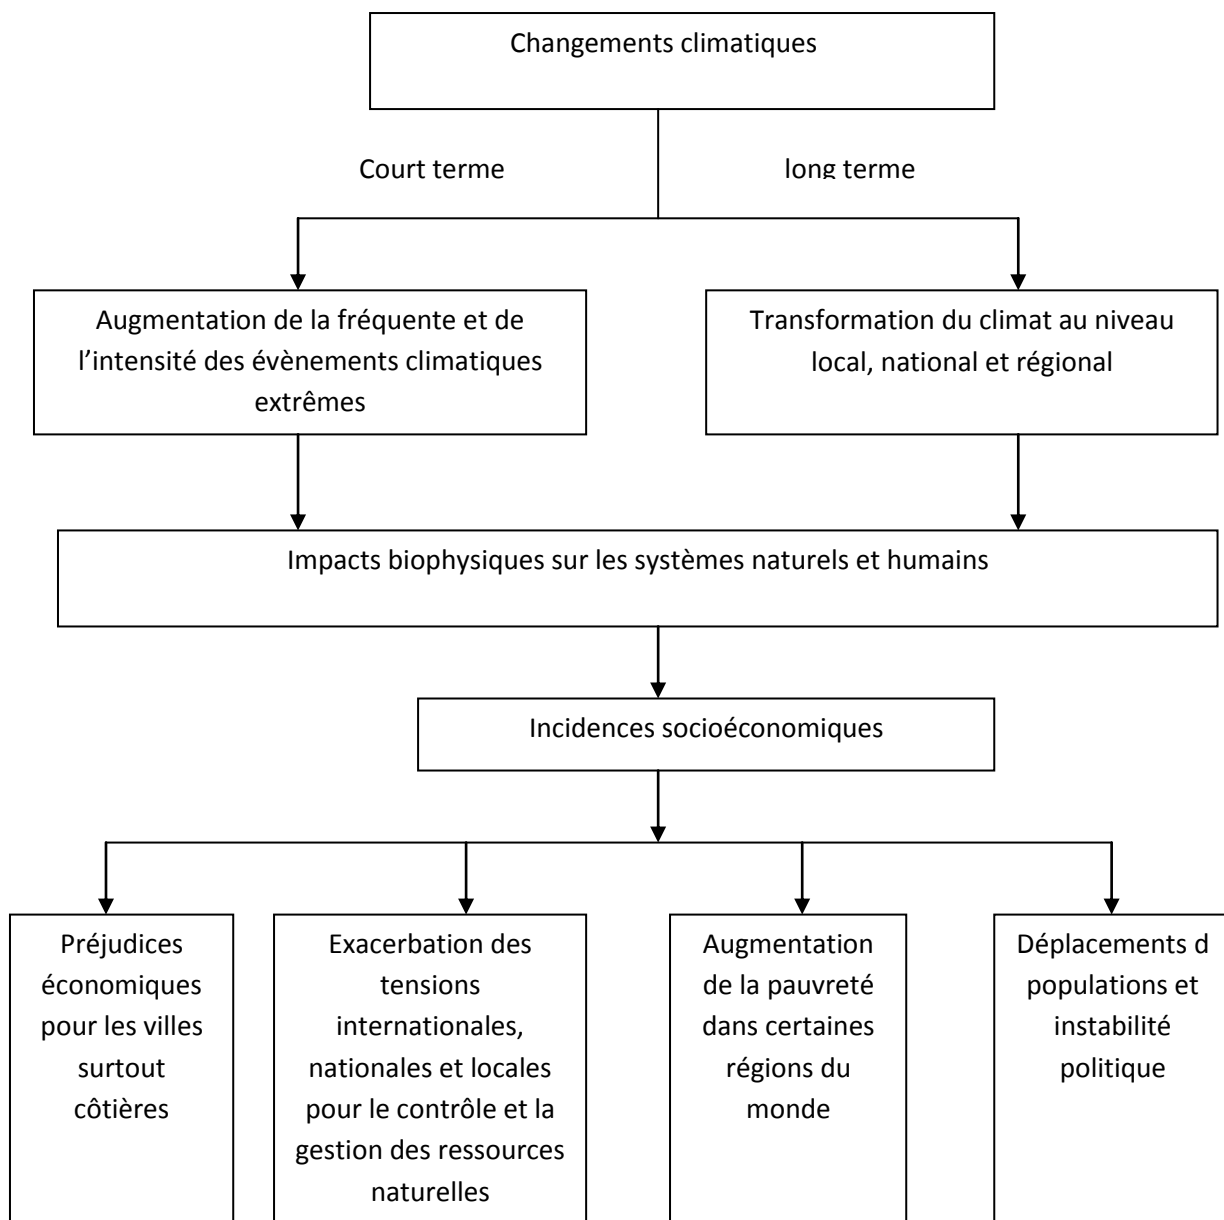 Changements climatiques
Court terme
long terme
Augmentation de la fréquente et de
l’intensité des évènements climatiques
extrêmes
Transformation du climat au niveau
local, national et régional
Impacts biophysiques sur les systèmes naturels et humains
Incidences socioéconomiques
Préjudices
économiques
pour les villes
surtout
côtières
Exacerbation des
tensions
internationales,
nationales et locales
pour le contrôle et la
gestion des ressources
naturelles
Augmentation
de la pauvreté
dans certaines
régions du
monde
Déplacements d
populations et
instabilité
politique